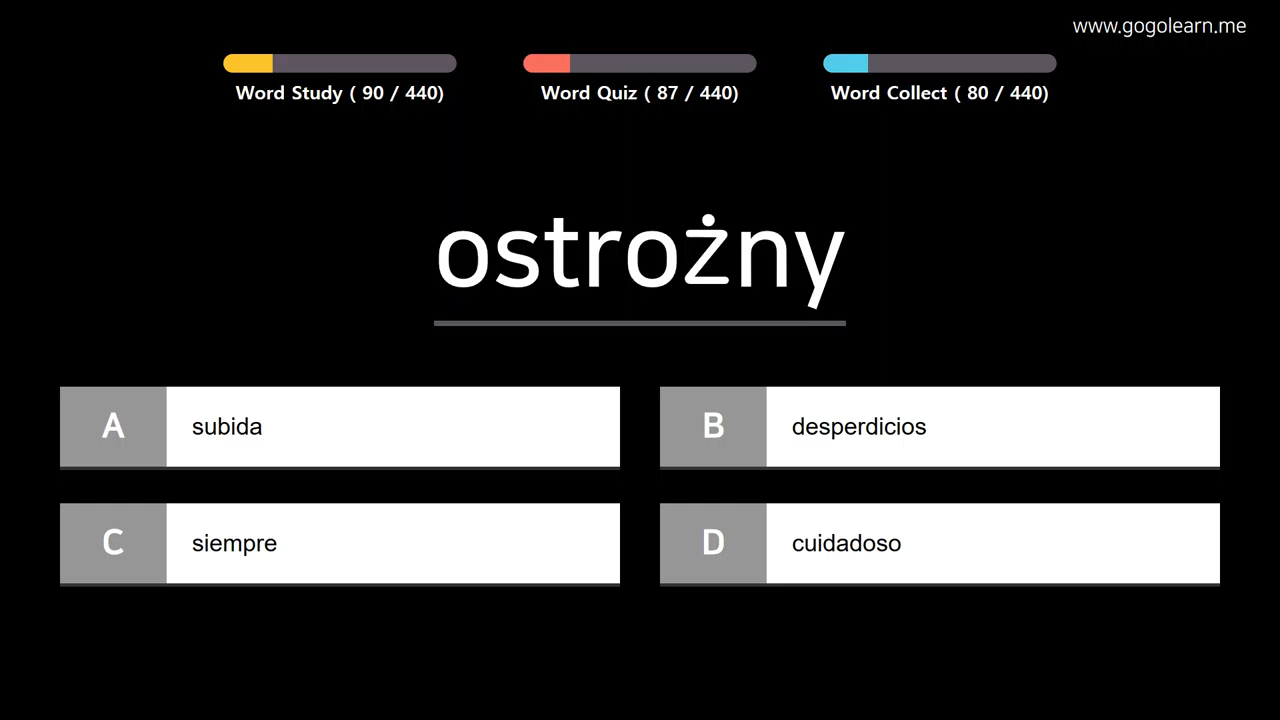 www.gogolearn.me
Word Study ( 90 / 440)
Word Quiz ( 87 / 440)
Word Collect ( 80 / 440)
ostrożny
A subida
B desperdicios
C siempre
D cuidadoso